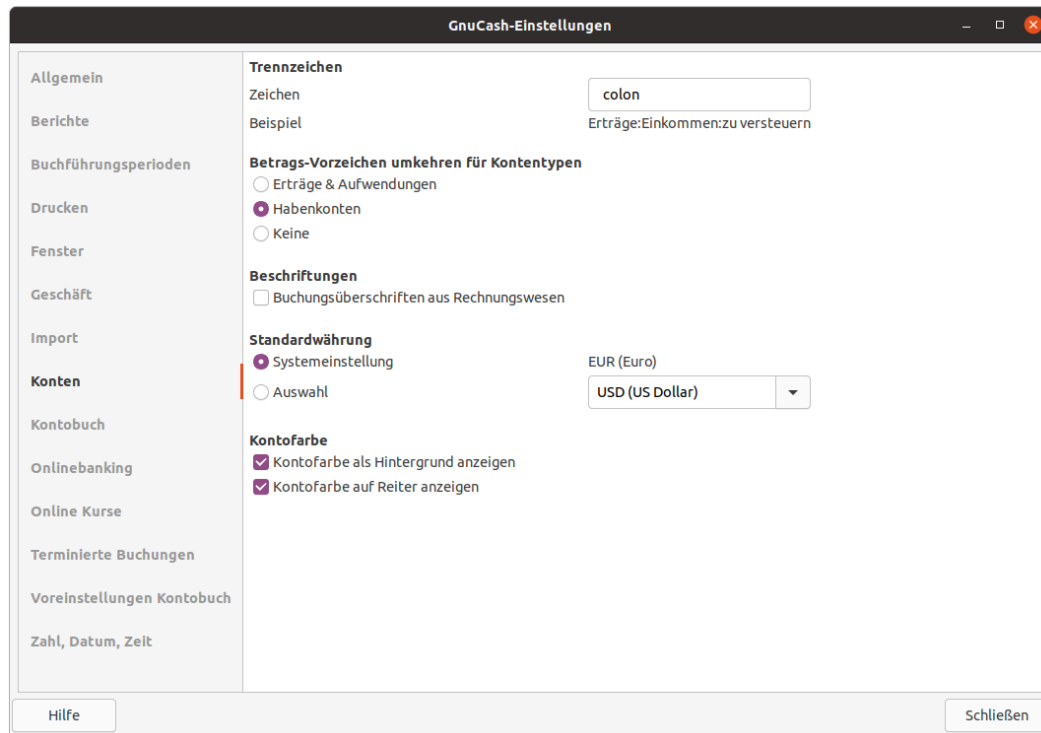 GnuCash-Einstellungen
Allgemein
Berichte
Buchführungsperioden
Drucken
Fenster
Geschäft
Import
Konten
Kontobuch
Onlinebanking
Online Kurse
Terminierte Buchungen
Voreinstellungen Kontobuch
Zahl, Datum, Zeit
Trennzeichen
Zeichen colon
Beispiel Erträge:Einkommen:zu versteuern
Betrags-Vorzeichen umkehren für Kontentypen
Erträge & Aufwendungen
Habenkonten
Keine
Beschriftungen
Buchungsüberschriften aus Rechnungswesen
Standardwährung
Systemeinstellung EUR (Euro)
Auswahl USD (US Dollar)
Kontofarbe
Kontofarbe als Hintergrund anzeigen
Kontofarbe auf Reiter anzeigen
Hilfe Schließen